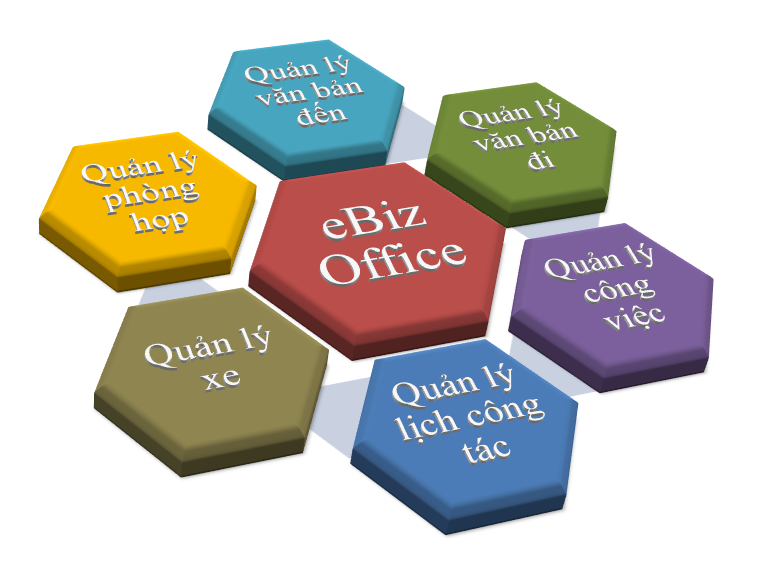 Quản lý
văn bản
đến
Quản lý
văn bản
đi
Quản lý
phòng
họp
eBiz
Office
Quản lý
công
việc
Quản lý
xe
Quản lý
lịch công
tác